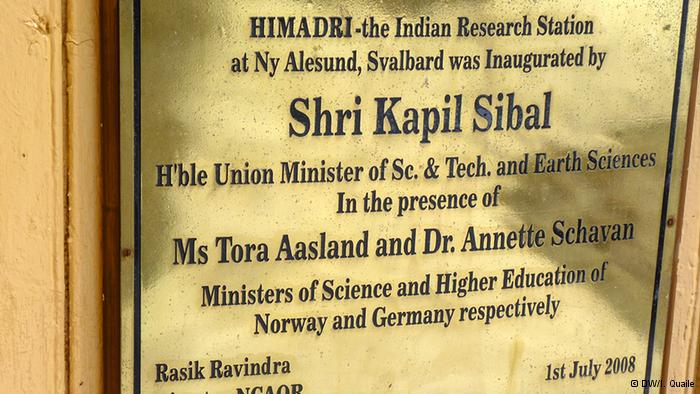 HIMADRI-the Indian Research Station
at Ny Alesund, Svalbard was Inaugurated by
Shri Kapil Sibal
H'ble Union Minister of Sc. & Tech. and Earth Sciences
In the presence of
Ms Tora Aasland and Dr. Annette Schavan
Ministers of Science and Higher Education of
Norway and Germany respectively
Rasik Ravindra
1st July 2008
NCAOR
© DW/I. Quaile